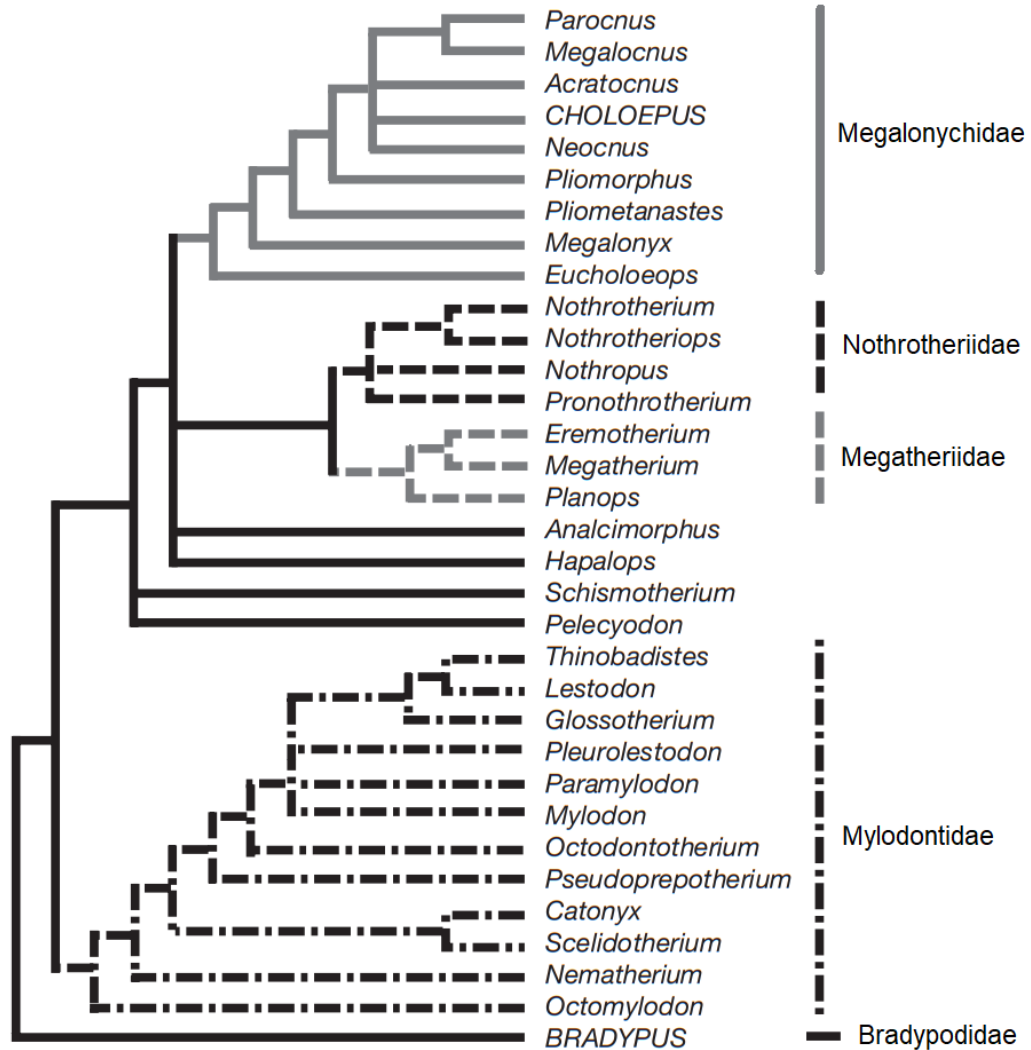 Parocnus
Megalocnus
Acratocnus
CHOLOEPUS
Neocnus
Pliomorphus
Pliometanastes
Megalonyx
Eucholoeops
Megalonychidae
Nothrotherium
Nothrotheriops
Nothropus
Pronothrotherium
Nothrotheriidae
Eremotherium
Megatherium
Planops
Megatheriidae
Analcimorphus
Hapalops
Schismotherium
Pelecyodon
Thinobadistes
Lestodon
Glossotherium
Pleurolestodon
Paramylodon
Mylodon
Octodontotherium
Pseudoprepotherium
Catonyx
Scelidotherium
Nematherium
Octomylodon
Mylodontidae
BRADYPUS
Bradypodidae